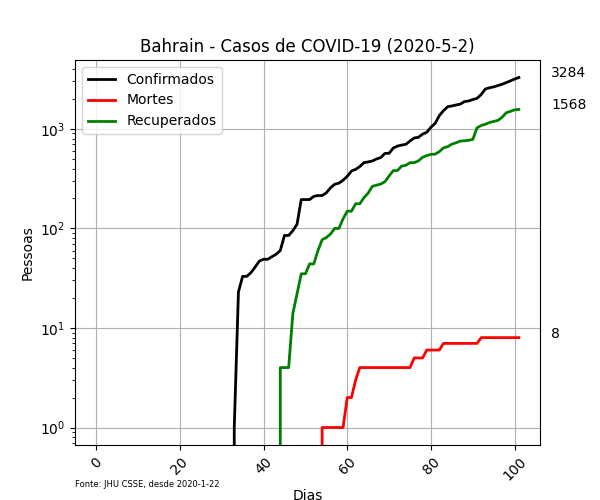 Bahrain - Casos de COVID-19 (2020-5-2)
Confirmados
Mortes
Recuperados
3284
1568
8
10³
10²
10¹
10⁰
Pessoas
0 20 40 60 80 100
Fonte: JHU CSSE, desde 2020-1-22
Dias